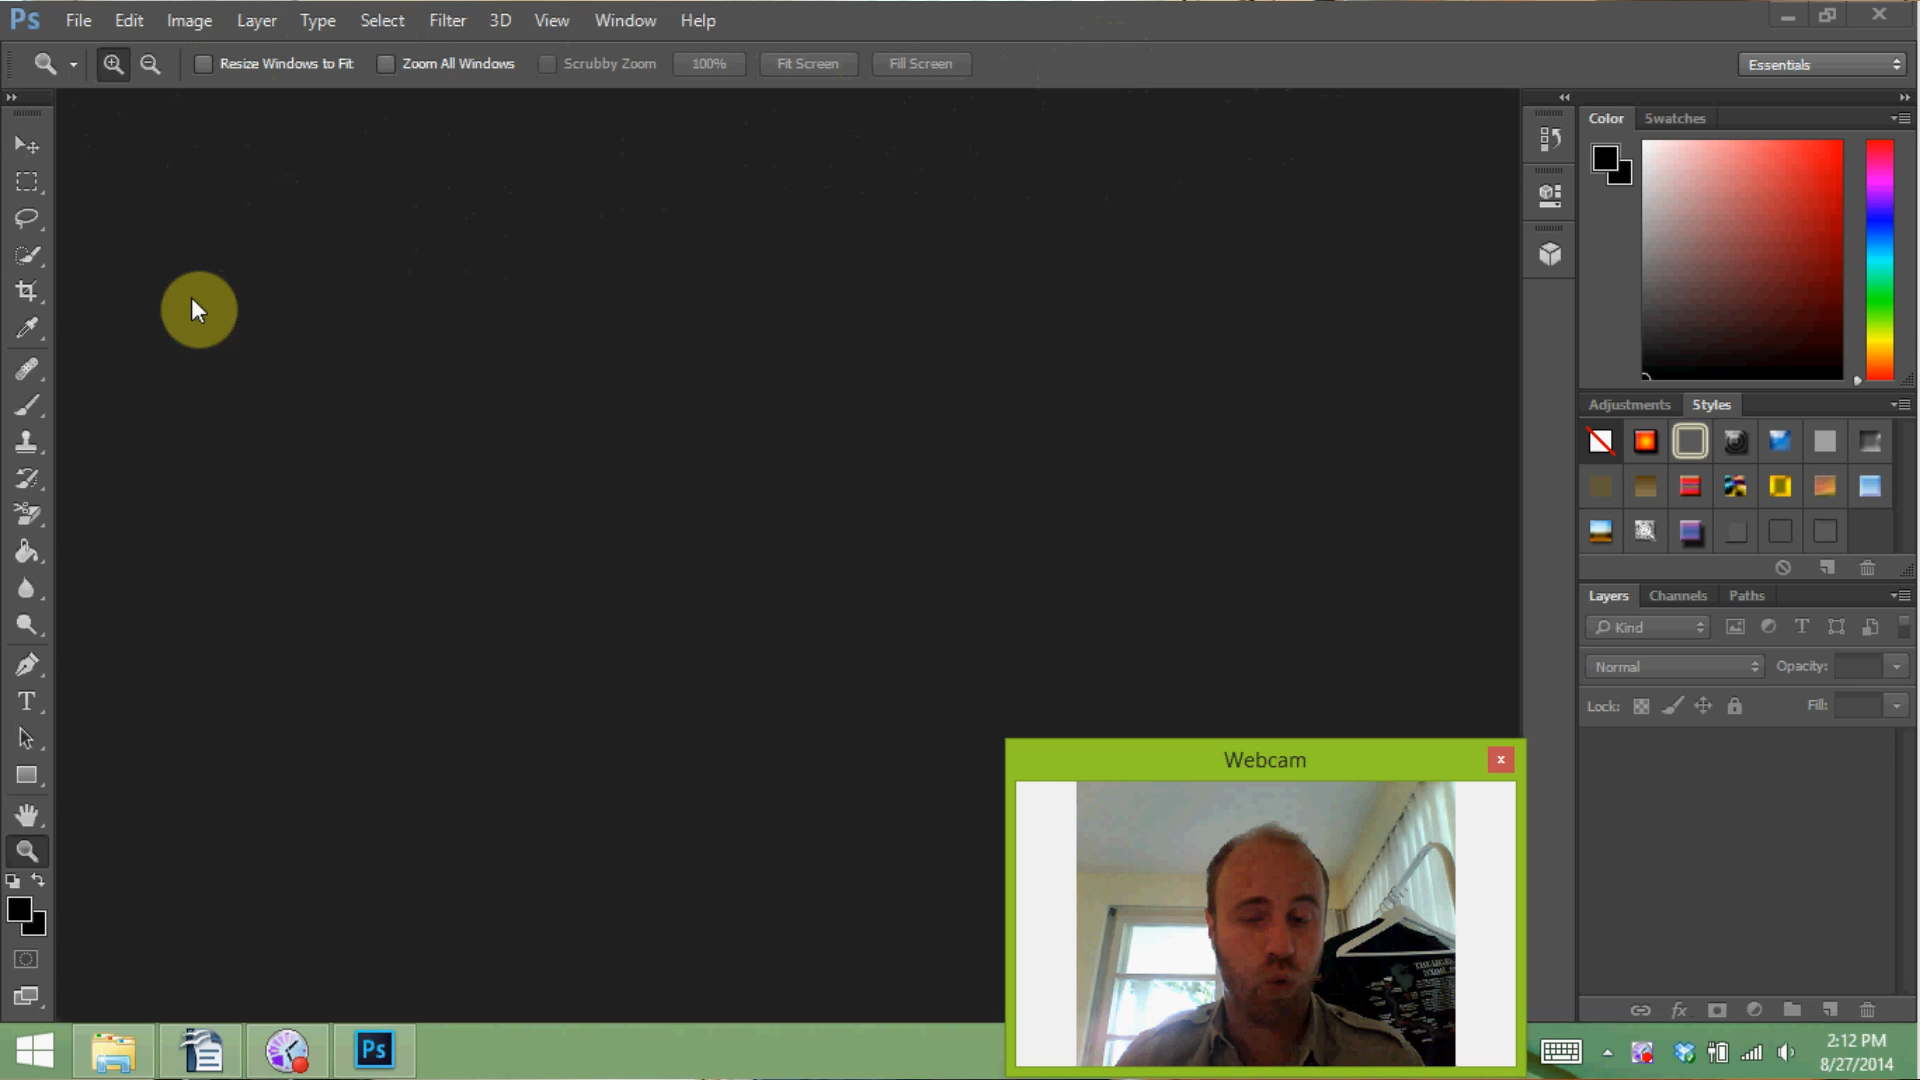 Ps File Edit Image Layer Type Select Filter 3D View Window Help
Resize Windows to Fit Zoom All Windows Scrubby Zoom 100% Fit Screen Fill Screen Essentials
Color Swatches
Adjustments Styles
Layers Channels Paths
Kind
Normal Opacity:
Lock: Fill:
Webcam x
Ps
2:12 PM
8/27/2014